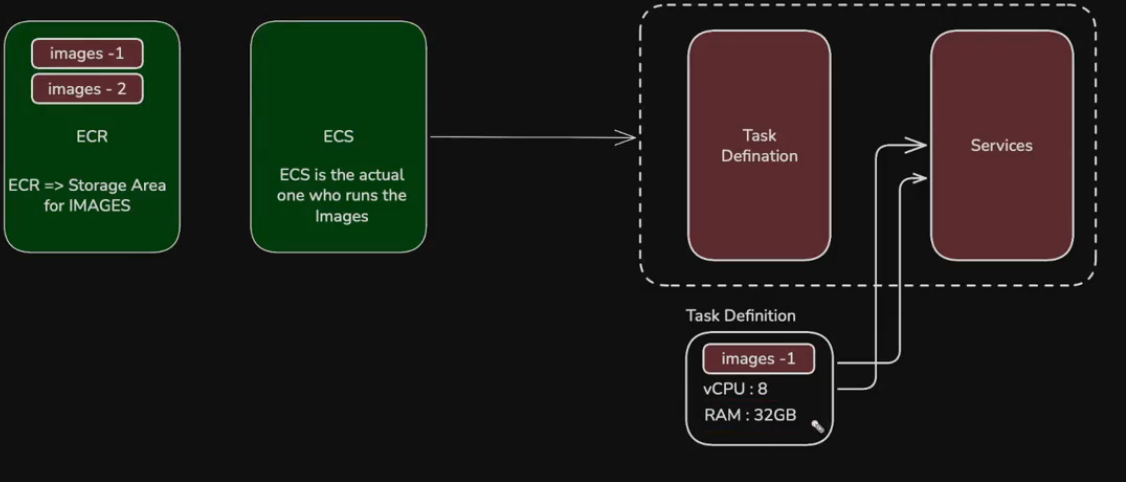 images -1
images - 2
ECR
ECR => Storage Area
for IMAGES
ECS
ECS is the actual
one who runs the
Images
Task
Defination
Services
Task Definition
images -1
vCPU : 8
RAM : 32GB